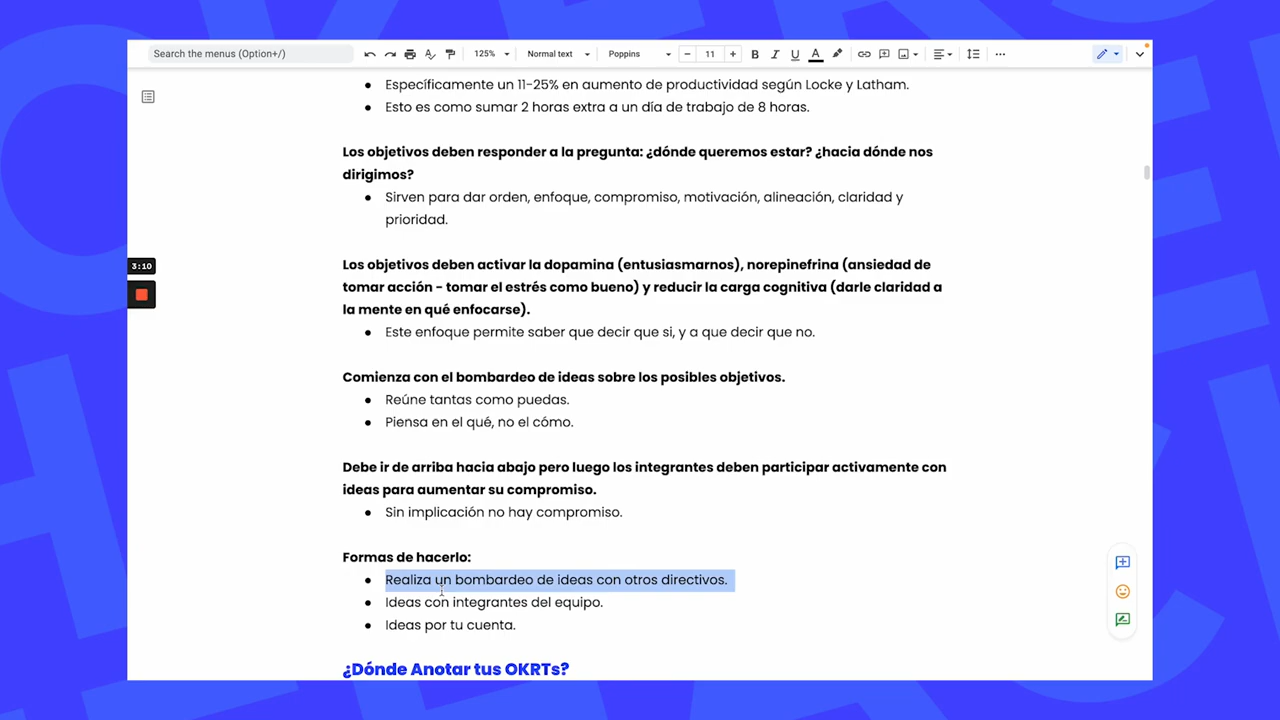 Search the menus (Option+/)
125%
Normal text
Poppins
- 11 +
B I U A
Específicamente un 11-25% en aumento de productividad según Locke y Latham.
Esto es como sumar 2 horas extra a un día de trabajo de 8 horas.
Los objetivos deben responder a la pregunta: ¿dónde queremos estar? ¿hacia dónde nos
dirigimos?
Sirven para dar orden, enfoque, compromiso, motivación, alineación, claridad y
prioridad.
3:10
Los objetivos deben activar la dopamina (entusiasmarnos), norepinefrina (ansiedad de
tomar acción - tomar el estrés como bueno) y reducir la carga cognitiva (darle claridad a
la mente en qué enfocarse).
Este enfoque permite saber que decir que si, y a que decir que no.
Comienza con el bombardeo de ideas sobre los posibles objetivos.
Reúne tantas como puedas.
Piensa en el qué, no el cómo.
Debe ir de arriba hacia abajo pero luego los integrantes deben participar activamente con
ideas para aumentar su compromiso.
Sin implicación no hay compromiso.
Formas de hacerlo:
Realiza un bombardeo de ideas con otros directivos.
Ideas con integrantes del equipo.
Ideas por tu cuenta.
¿Dónde Anotar tus OKRTs?